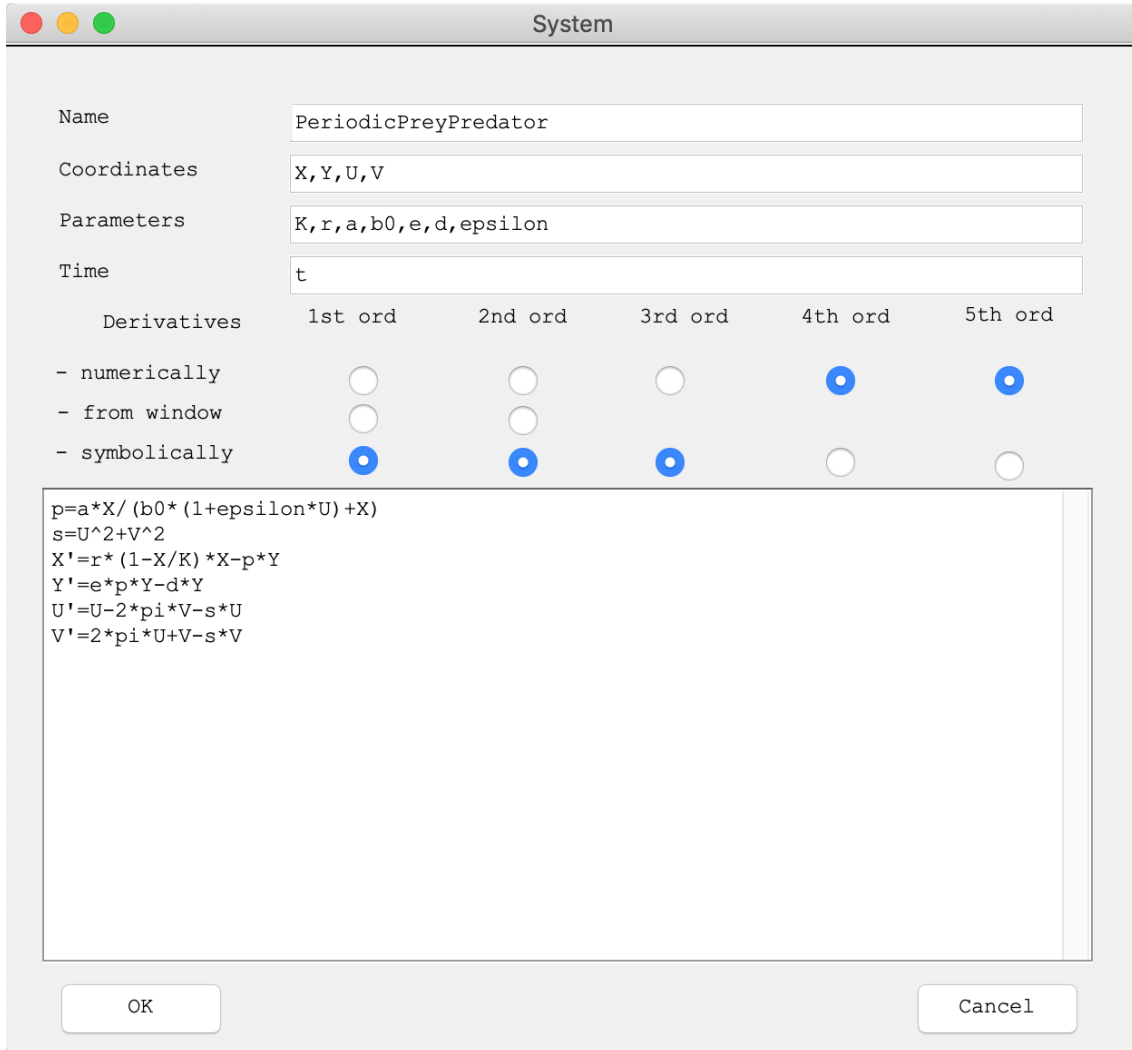 System
Name
PeriodicPreyPredator
Coordinates
X,Y,U,V
Parameters
K,r,a,b0,e,d,epsilon
Time
t
Derivatives 1st ord 2nd ord 3rd ord 4th ord 5th ord
- numerically
- from window
- symbolically
p=a*X/(b0*(1+epsilon*U)+X)
s=U^2+V^2
X'=r*(1-X/K)*X-p*Y
Y'=e*p*Y-d*Y
U'=U-2*pi*V-s*U
V'=2*pi*U+V-s*V
OK
Cancel